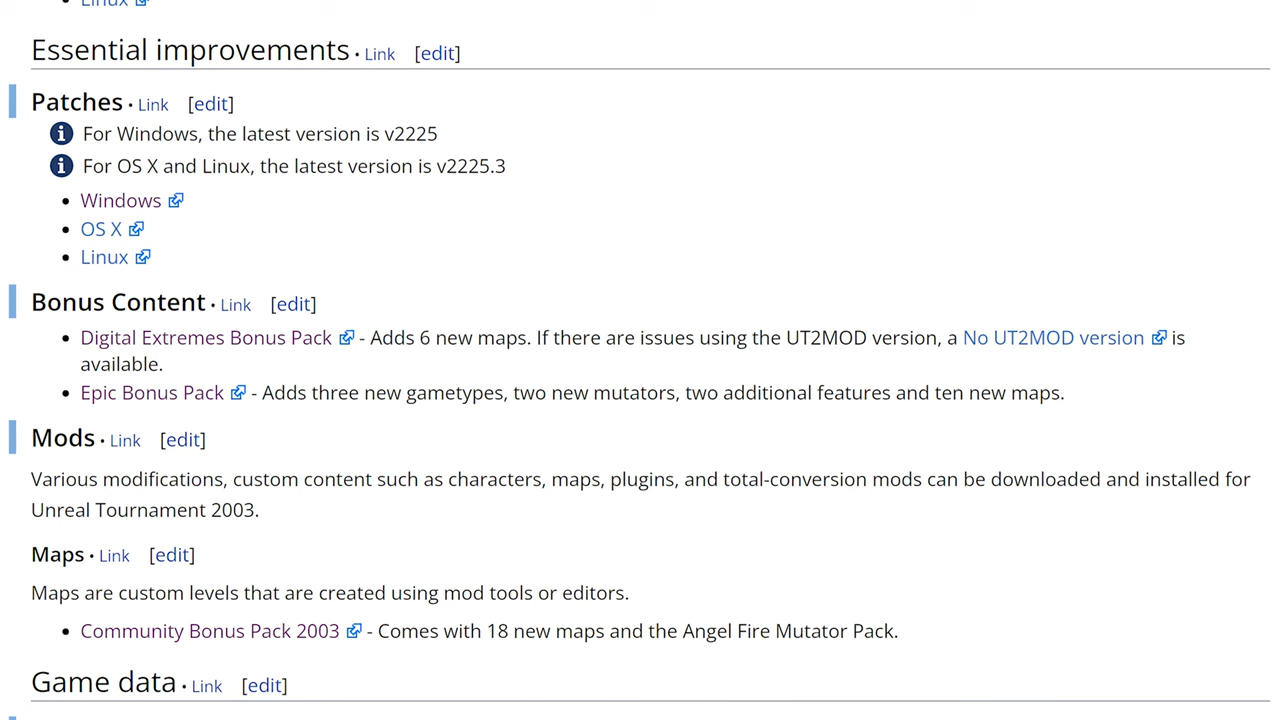 Linux
Essential improvements · Link [edit]
Patches · Link [edit]
For Windows, the latest version is v2225
For OS X and Linux, the latest version is v2225.3
• Windows
• OS X
• Linux
Bonus Content · Link [edit]
• Digital Extremes Bonus Pack - Adds 6 new maps. If there are issues using the UT2MOD version, a No UT2MOD version is
available.
• Epic Bonus Pack - Adds three new gametypes, two new mutators, two additional features and ten new maps.
Mods · Link [edit]
Various modifications, custom content such as characters, maps, plugins, and total-conversion mods can be downloaded and installed for
Unreal Tournament 2003.
Maps · Link [edit]
Maps are custom levels that are created using mod tools or editors.
• Community Bonus Pack 2003 - Comes with 18 new maps and the Angel Fire Mutator Pack.
Game data · Link [edit]